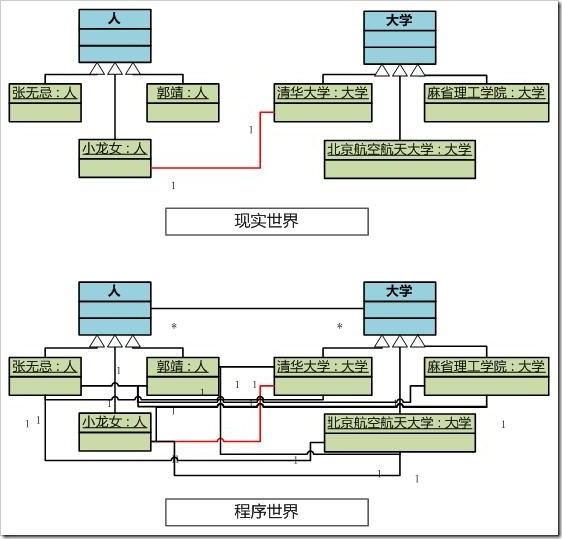 人
大学
张无忌 : 人
郭靖 : 人
清华大学 : 大学
麻省理工学院 : 大学
1
小龙女 : 人
北京航空航天大学 : 大学
1
现实世界
人
大学
*
*
张无忌 : 人
郭靖 : 人
清华大学 : 大学
麻省理工学院 : 大学
1
1
1
1
1
1
1
1
1
1
小龙女 : 人
北京航空航天大学 : 大学
1
1
1
1
1
程序世界